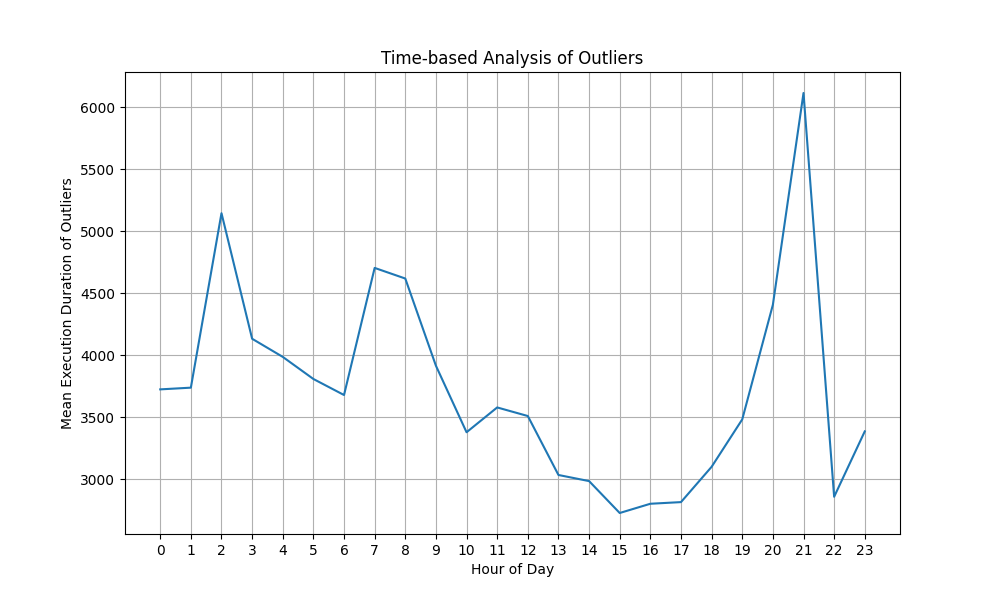 Time-based Analysis of Outliers
Mean Execution Duration of Outliers
6000
5500
5000
4500
4000
3500
3000
0 1 2 3 4 5 6 7 8 9 10 11 12 13 14 15 16 17 18 19 20 21 22 23
Hour of Day